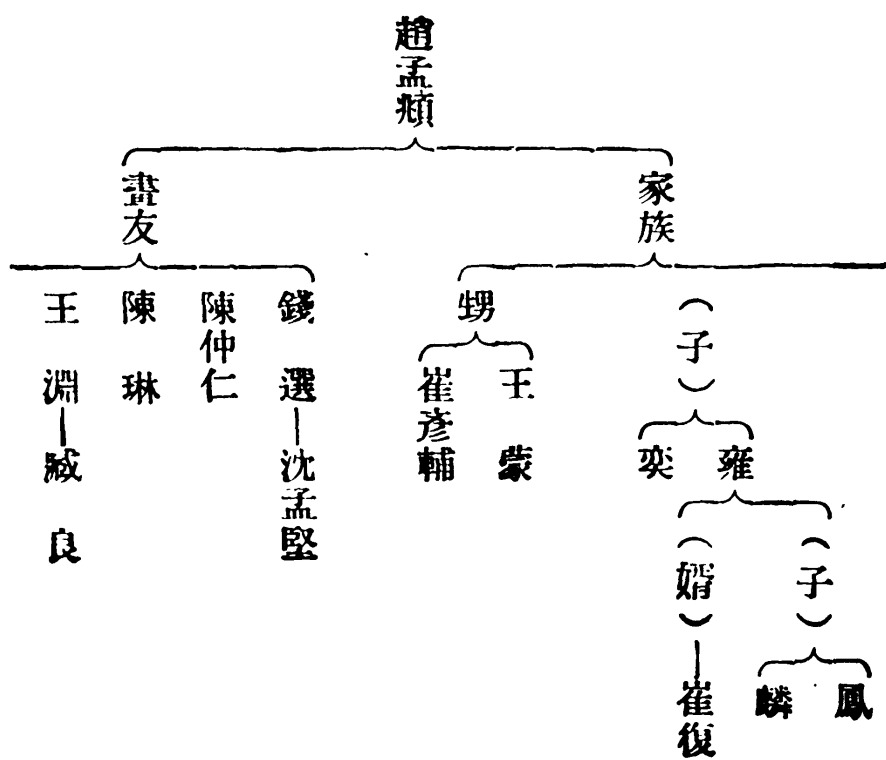 趙孟頫
家族
畫友
（子）
雍
奕
（子）
鳳
麟
（婿）
崔復
甥
王蒙
崔彥輔
錢選
沈孟堅
陳仲仁
陳琳
王淵
臧良